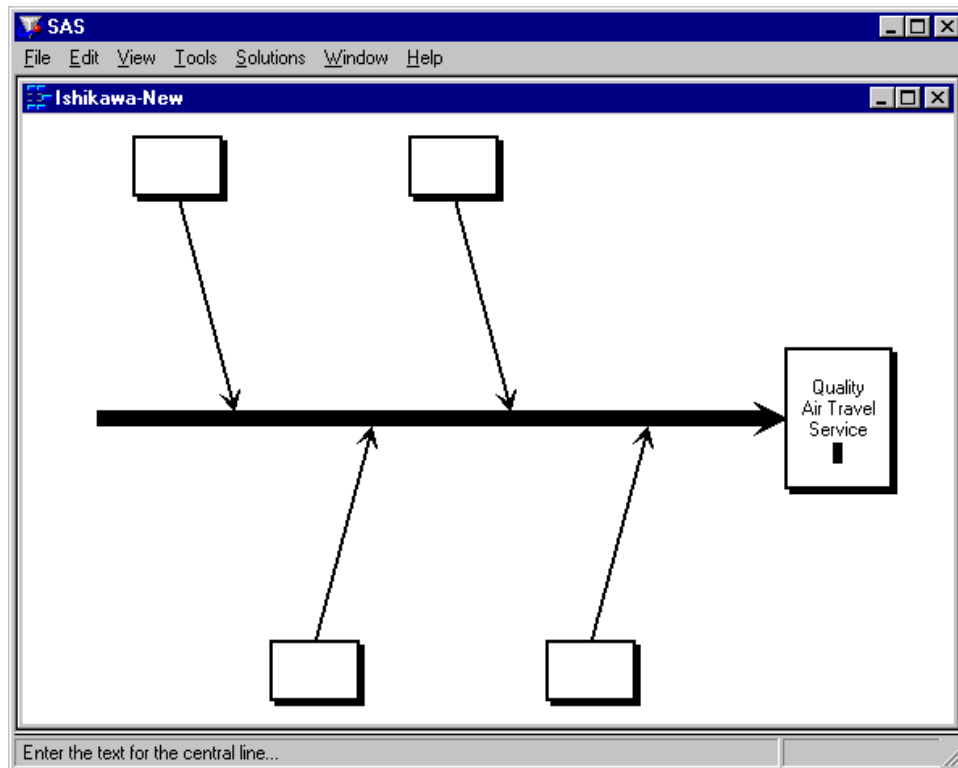 SAS
File Edit View Tools Solutions Window Help
Ishikawa-New
Quality
Air Travel
Service
Enter the text for the central line...